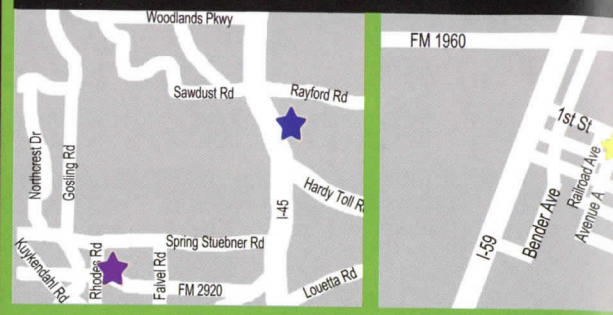 Woodlands Pkwy
Sawdust Rd
Rayford Rd
Northcrest Dr
Gosling Rd
Hardy Toll R
I-45
Kuykendahl Rd
Rhodes Rd
Spring Stuebner Rd
Falvel Rd
FM 2920
Louetta Rd
FM 1960
1st St
Railroad Ave
Avenue A
Bender Ave
I-59